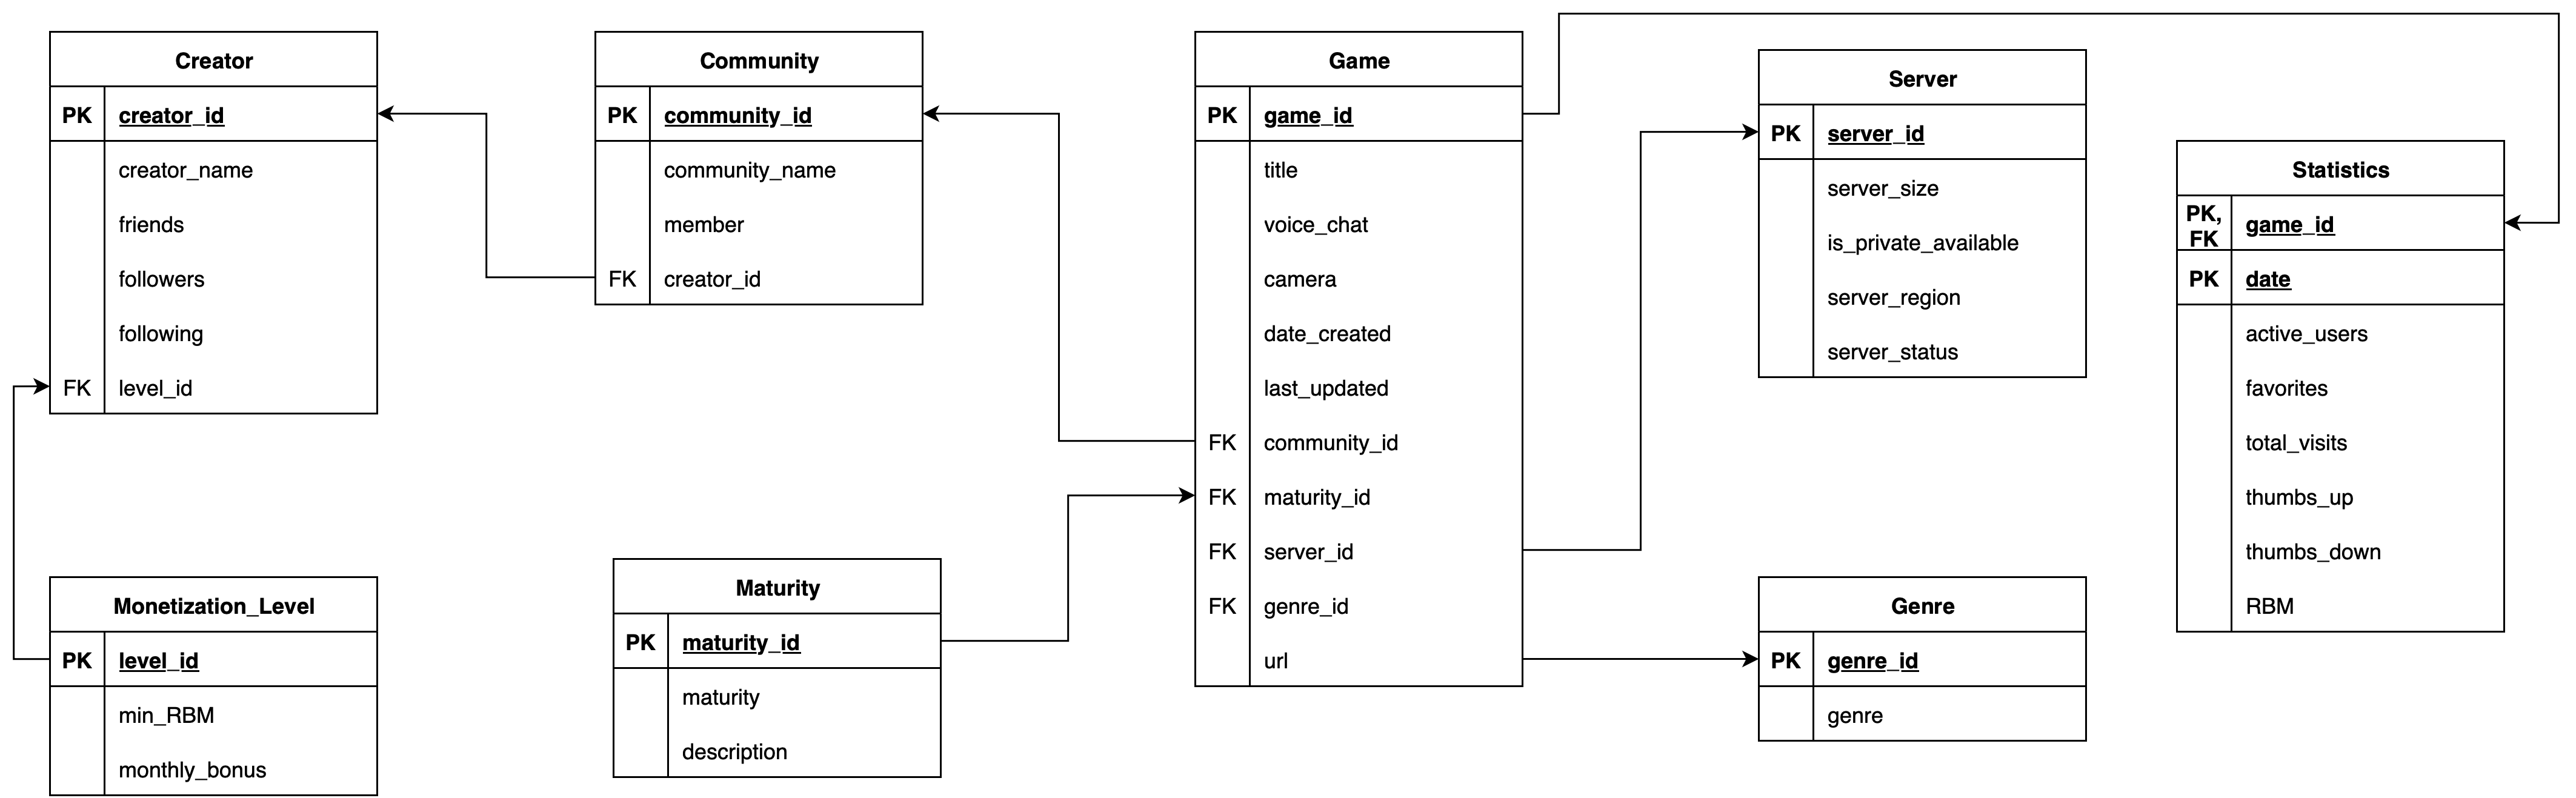 Creator
PK creator_id
creator_name
friends
followers
following
FK level_id
Community
PK community_id
community_name
member
FK creator_id
Game
PK game_id
title
voice_chat
camera
date_created
last_updated
FK community_id
FK maturity_id
FK server_id
FK genre_id
url
Server
PK server_id
server_size
is_private_available
server_region
server_status
Statistics
PK,
FK game_id
PK date
active_users
favorites
total_visits
thumbs_up
thumbs_down
RBM
Monetization_Level
PK level_id
min_RBM
monthly_bonus
Maturity
PK maturity_id
maturity
description
Genre
PK genre_id
genre